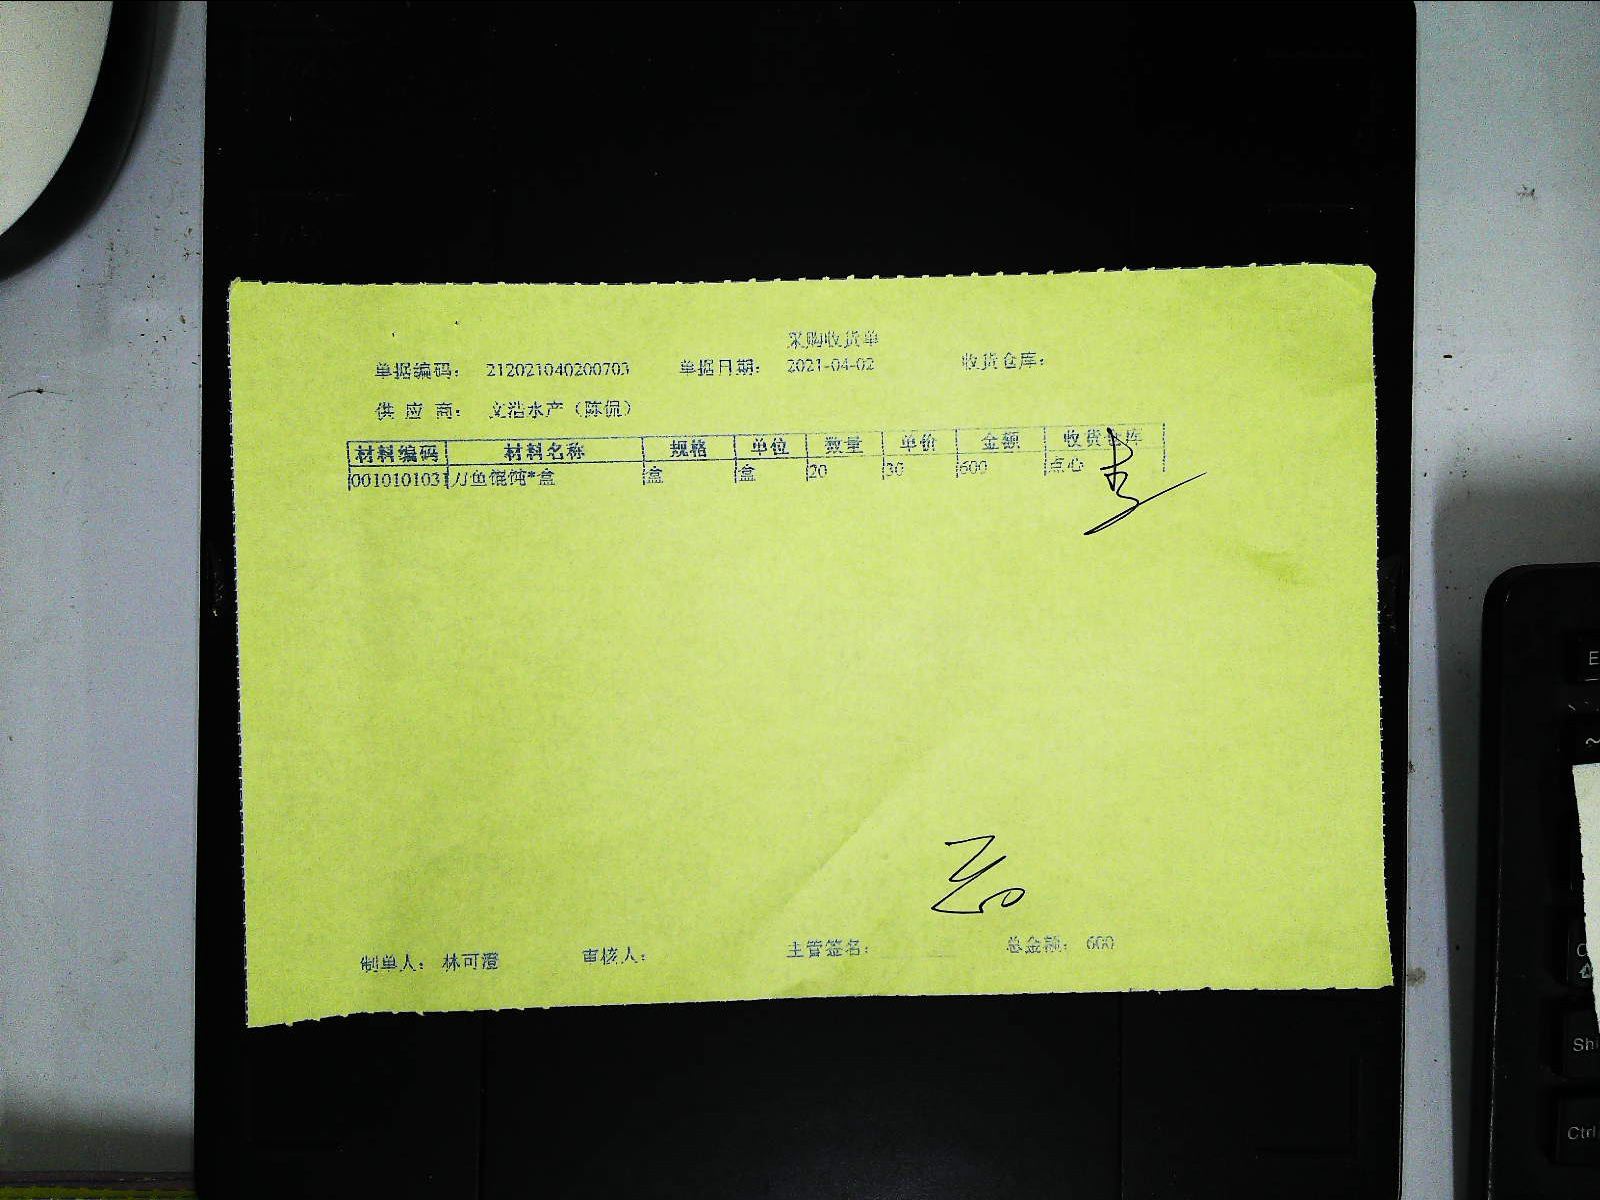 采购收货单
单据编码： 212021040200703 单据日期： 2021-04-02 收货仓库：
供 应 商： 文浩水产（陈侃）
材料编码 材料名称 规格 单位 数量 单价 金额 收货仓库
0010101031 刀鱼馄饨*盒 盒 盒 20 30 600 点心
制单人： 林可澄 审核人： 主管签名： 总金额： 600
Ctrl